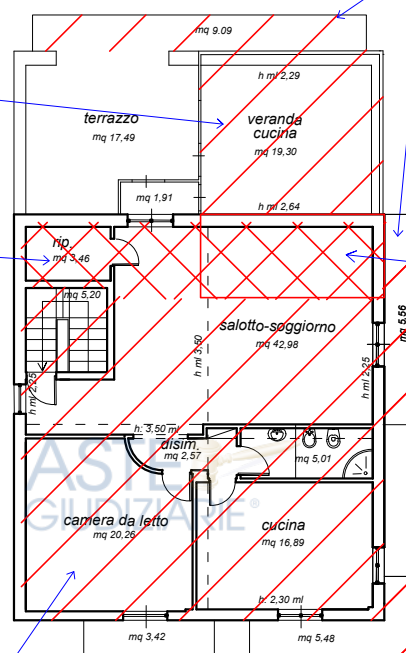 mq 9.09
h ml 2,29
terrazzo
mq 17,49
veranda
cucina
mq 19,30
mq 1,91
h ml 2,64
rip.
mq 3,46
mq 5,20
mq 5.56
salotto-soggiorno
mq 42,98
h ml 3,50
h ml 2,25
h ml 2,25
h: 3,50 ml
disim.
mq 2,57
mq 5,01
ASTE
GIUDIZIARIE®
camera da letto
mq 20,26
cucina
mq 16,89
h: 2,30 ml
mq 3,42
mq 5,48